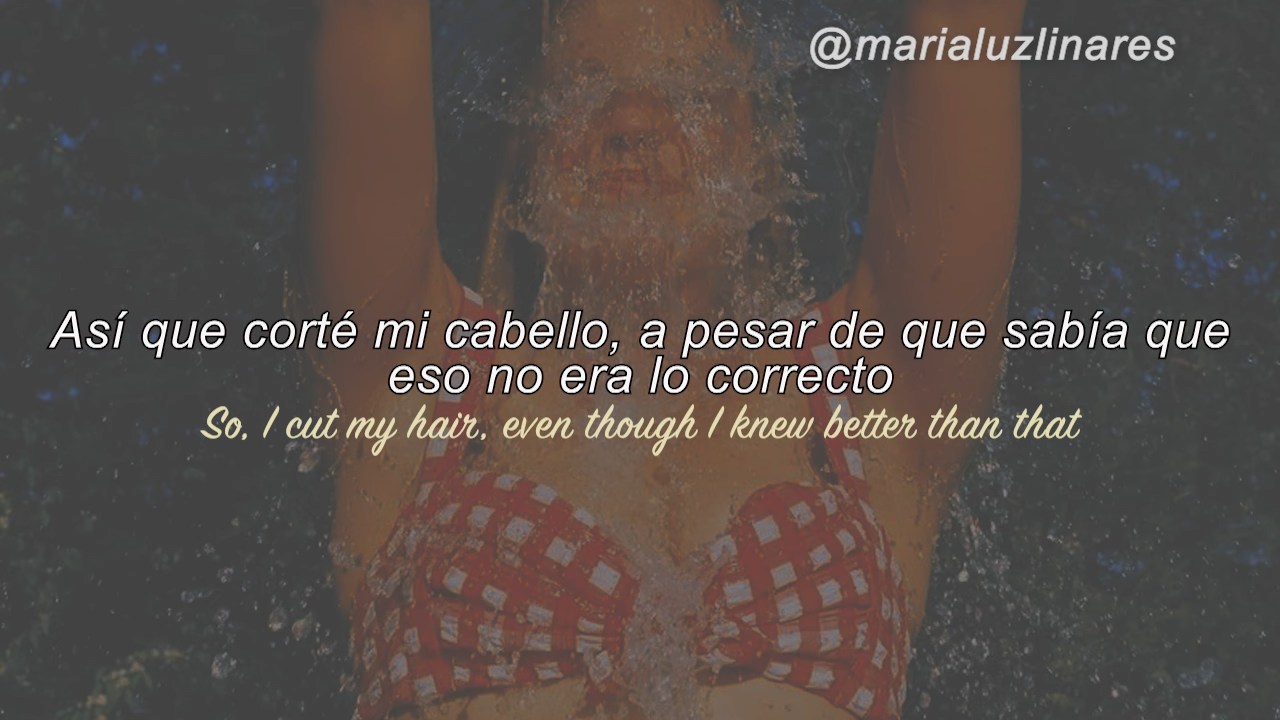 @marialuzlinares
Así que corté mi cabello, a pesar de que sabía que
eso no era lo correcto
So, I cut my hair, even though I knew better than that